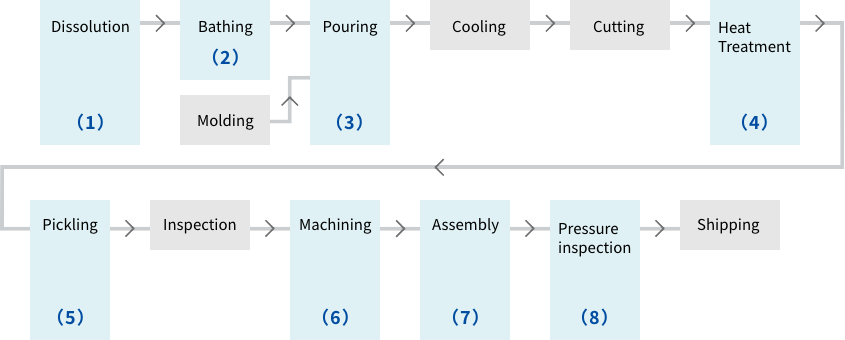 Dissolution
(1)
Bathing
(2)
Molding
Pouring
(3)
Cooling
Cutting
Heat
Treatment
(4)
Pickling
(5)
Inspection
Machining
(6)
Assembly
(7)
Pressure
inspection
(8)
Shipping